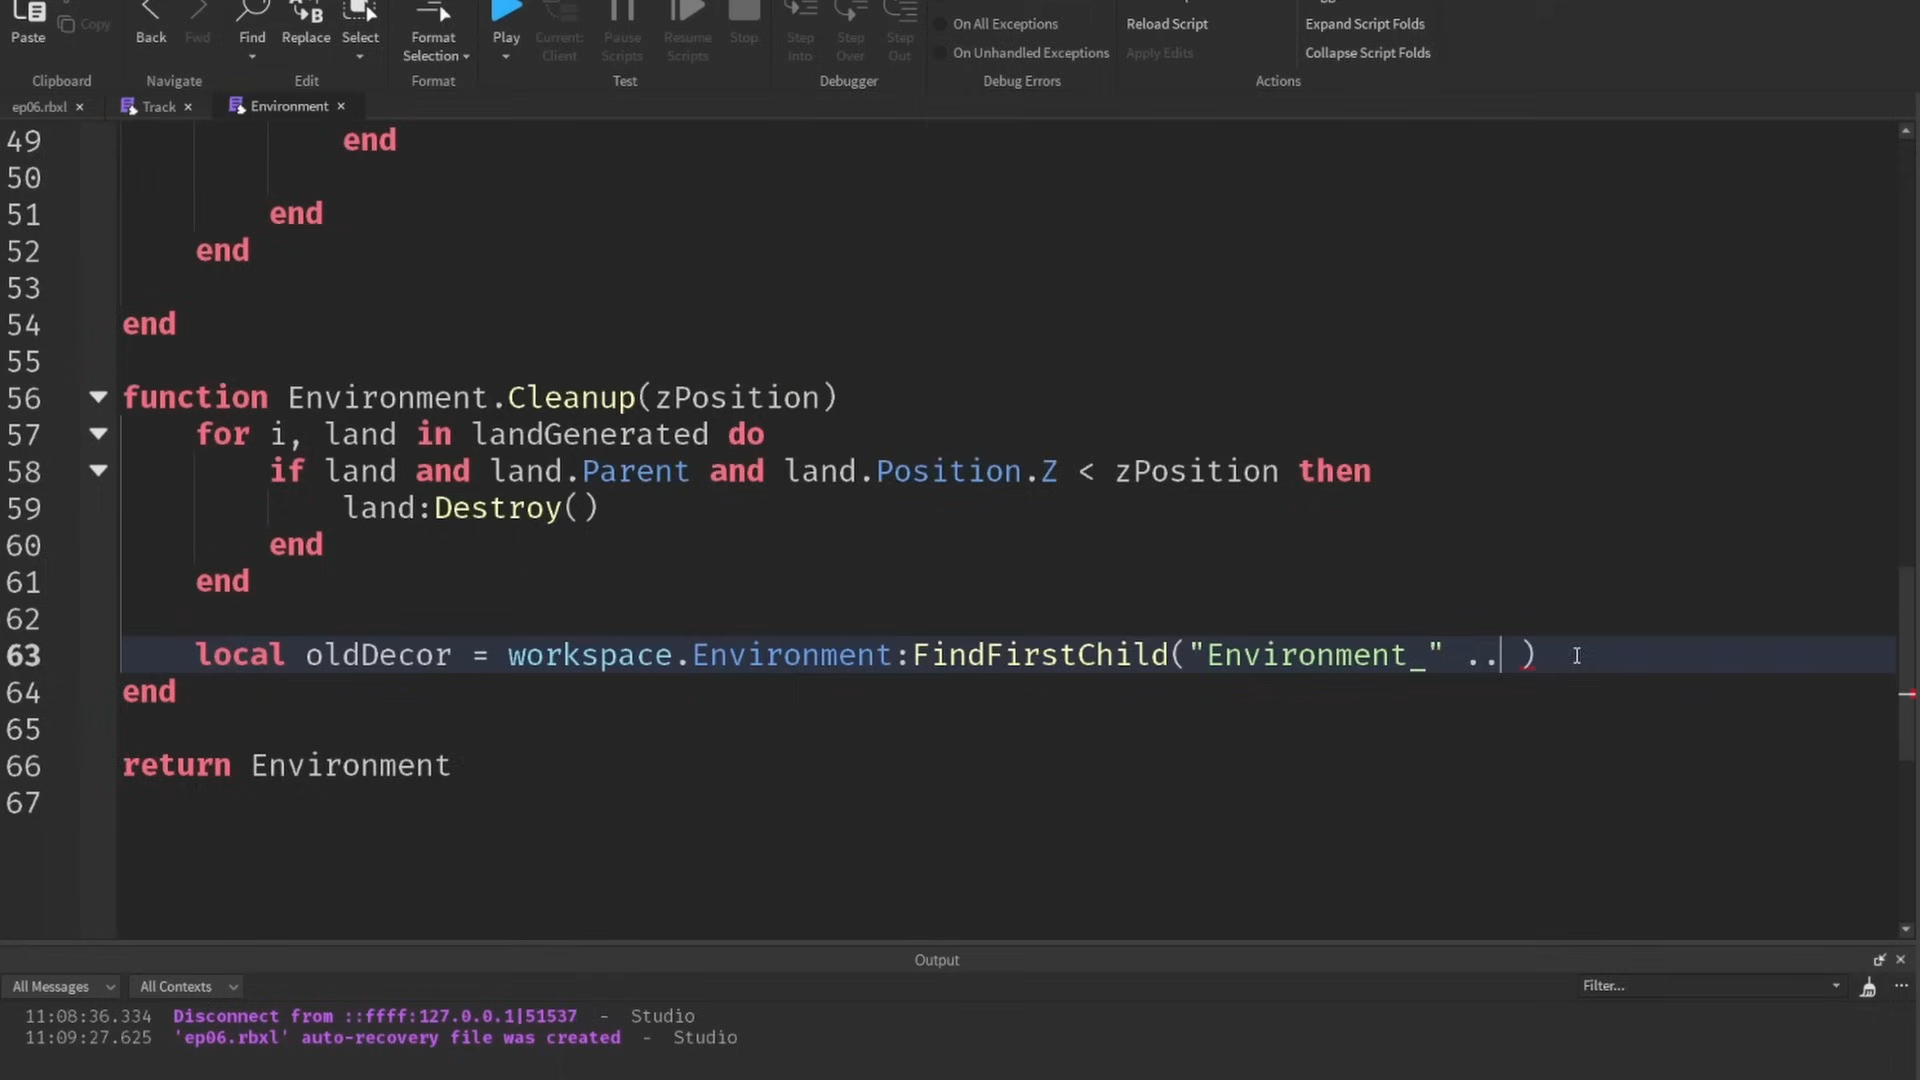 Paste
Copy
Clipboard
Back
Fwd
Navigate
Find
Replace
Select
Edit
Format
Selection
Format
Play
Current:
Client
Pause
Scripts
Resume
Scripts
Stop
Test
Step
Into
Step
Over
Step
Out
Debugger
On All Exceptions
On Unhandled Exceptions
Debug Errors
Reload Script
Apply Edits
Expand Script Folds
Collapse Script Folds
Actions
ep06.rbxl ×
Track ×
Environment ×
49 end
50
51 end
52 end
53
54 end
55
56 function Environment.Cleanup(zPosition)
57 for i, land in landGenerated do
58 if land and land.Parent and land.Position.Z < zPosition then
59 land:Destroy()
60 end
61 end
62
63 local oldDecor = workspace.Environment:FindFirstChild("Environment_" .. )
64 end
65
66 return Environment
67
Output
All Messages
All Contexts
Filter...
11:08:36.334 Disconnect from ::ffff:127.0.0.1|51537 - Studio
11:09:27.625 'ep06.rbxl' auto-recovery file was created - Studio